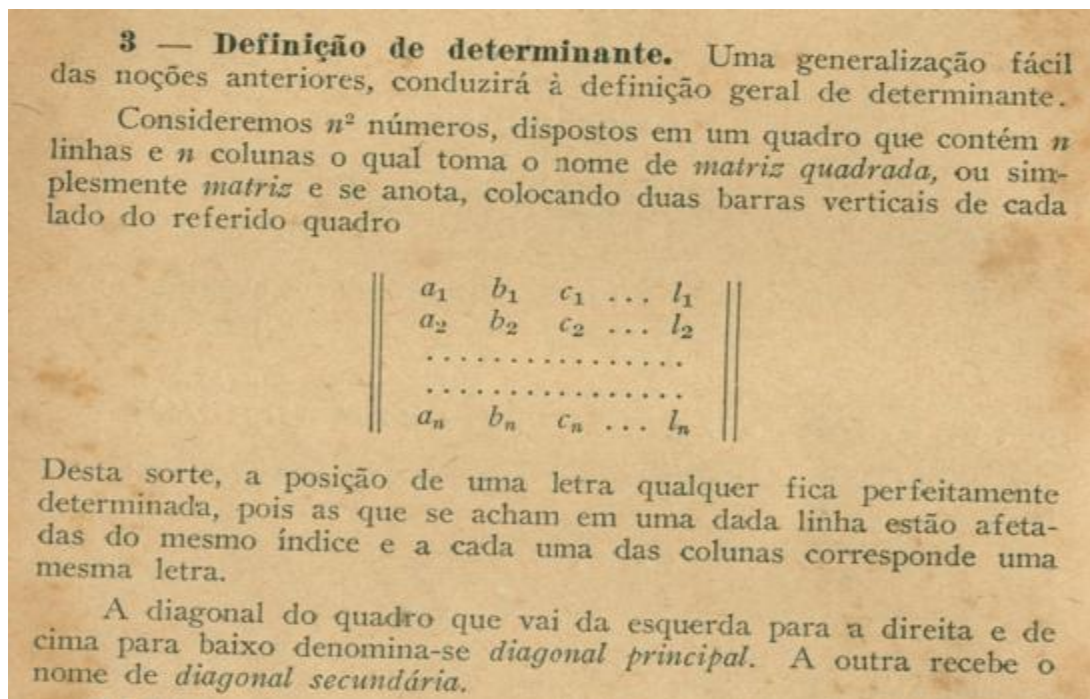 3 — Definição de determinante. Uma generalização fácil
das noções anteriores, conduzirá à definição geral de determinante.
Consideremos n² números, dispostos em um quadro que contém n
linhas e n colunas o qual toma o nome de matriz quadrada, ou sim-
plesmente matriz e se anota, colocando duas barras verticais de cada
lado do referido quadro
a₁ b₁ c₁ ... l₁
a₂ b₂ c₂ ... l₂
................
................
aₙ bₙ cₙ ... lₙ
Desta sorte, a posição de uma letra qualquer fica perfeitamente
determinada, pois as que se acham em uma dada linha estão afeta-
das do mesmo índice e a cada uma das colunas corresponde uma
mesma letra.
A diagonal do quadro que vai da esquerda para a direita e de
cima para baixo denomina-se diagonal principal. A outra recebe o
nome de diagonal secundária.